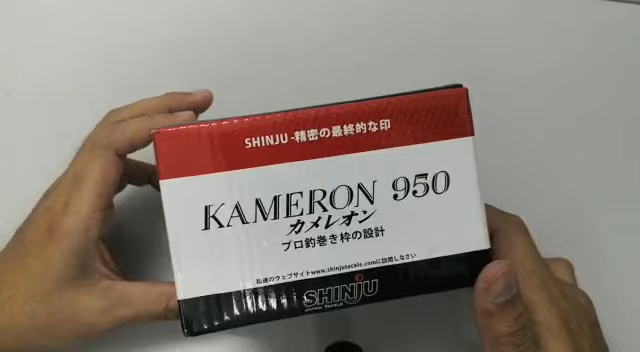 SHINJU -精密の最終的な印
KAMERON 950
カメレオン
プロ釣巻き枠の設計
私達のウェブサイトwww.shinjutackle.comに訪問しなさい
SHINJU
JAPAN TACKLE